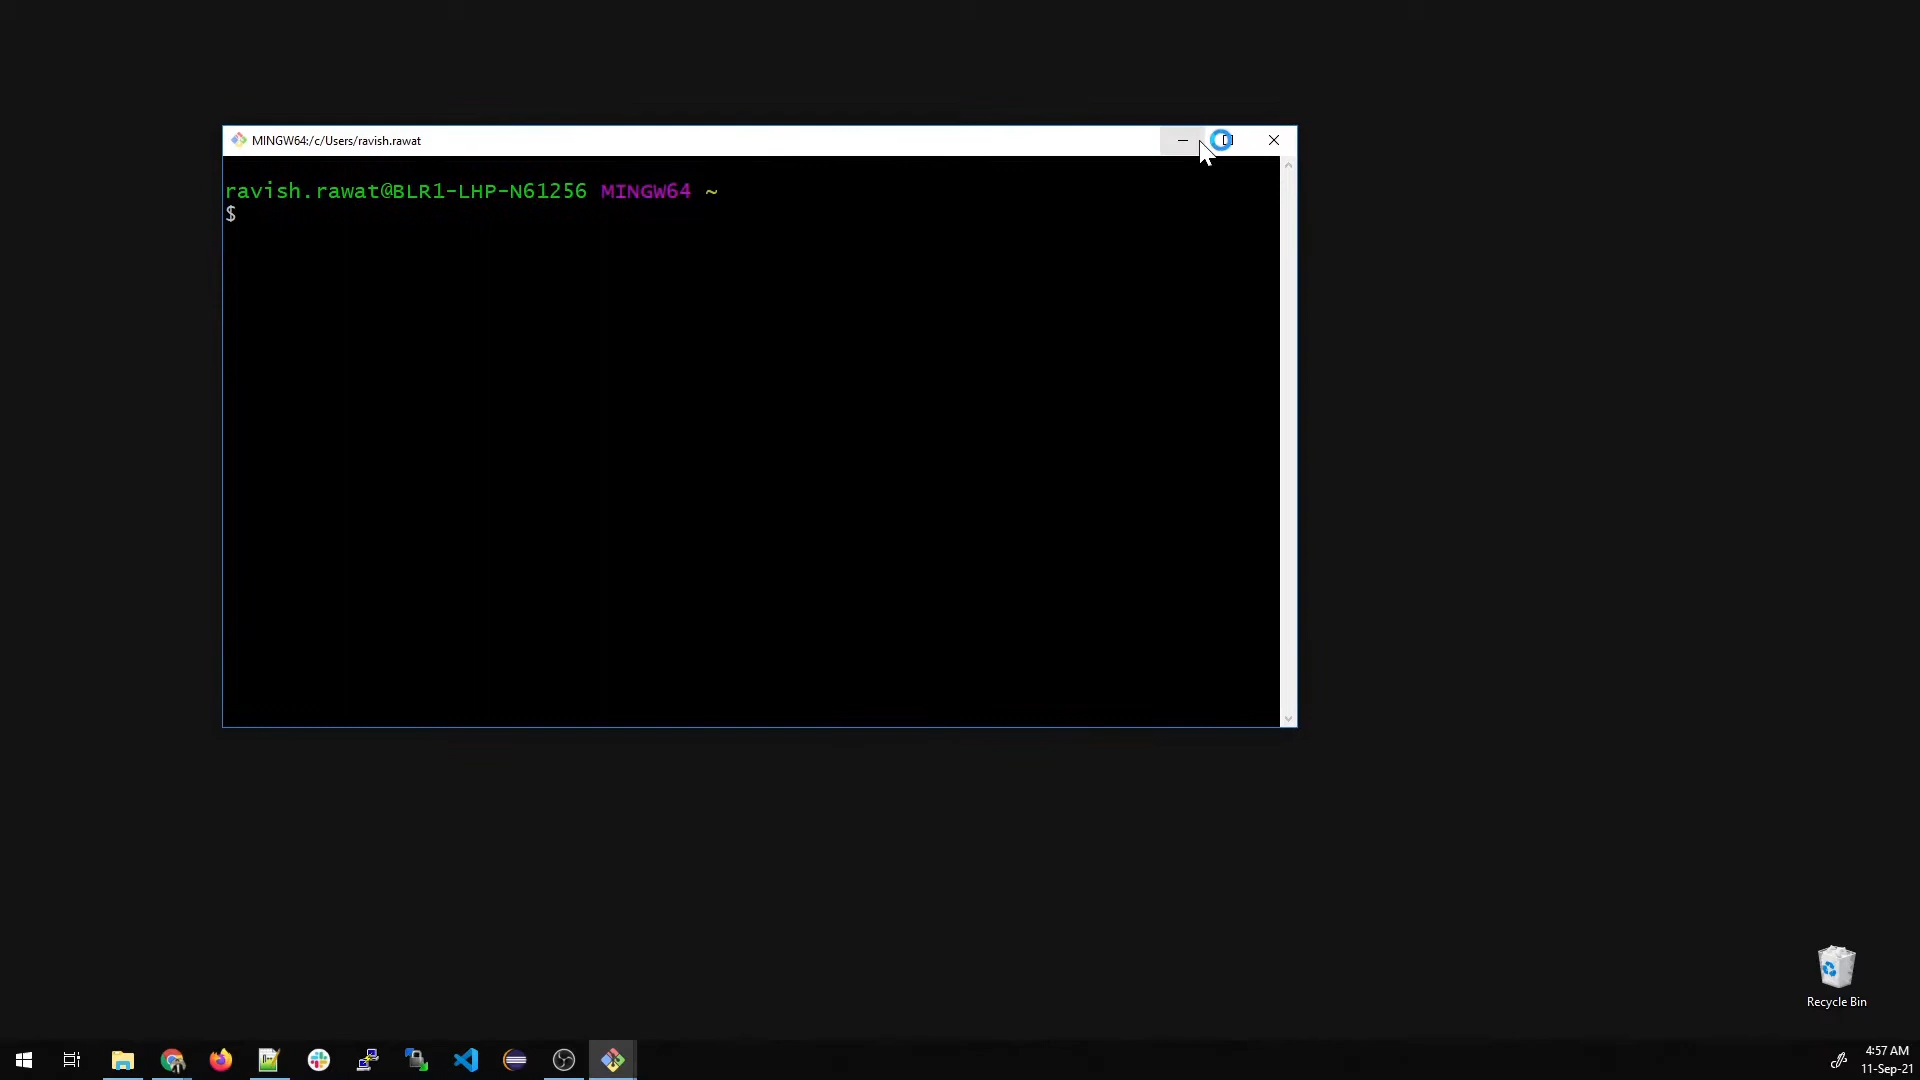 MINGW64:/c/Users/ravish.rawat
ravish.rawat@BLR1-LHP-N61256 MINGW64 ~
$
Recycle Bin
4:57 AM
11-Sep-21